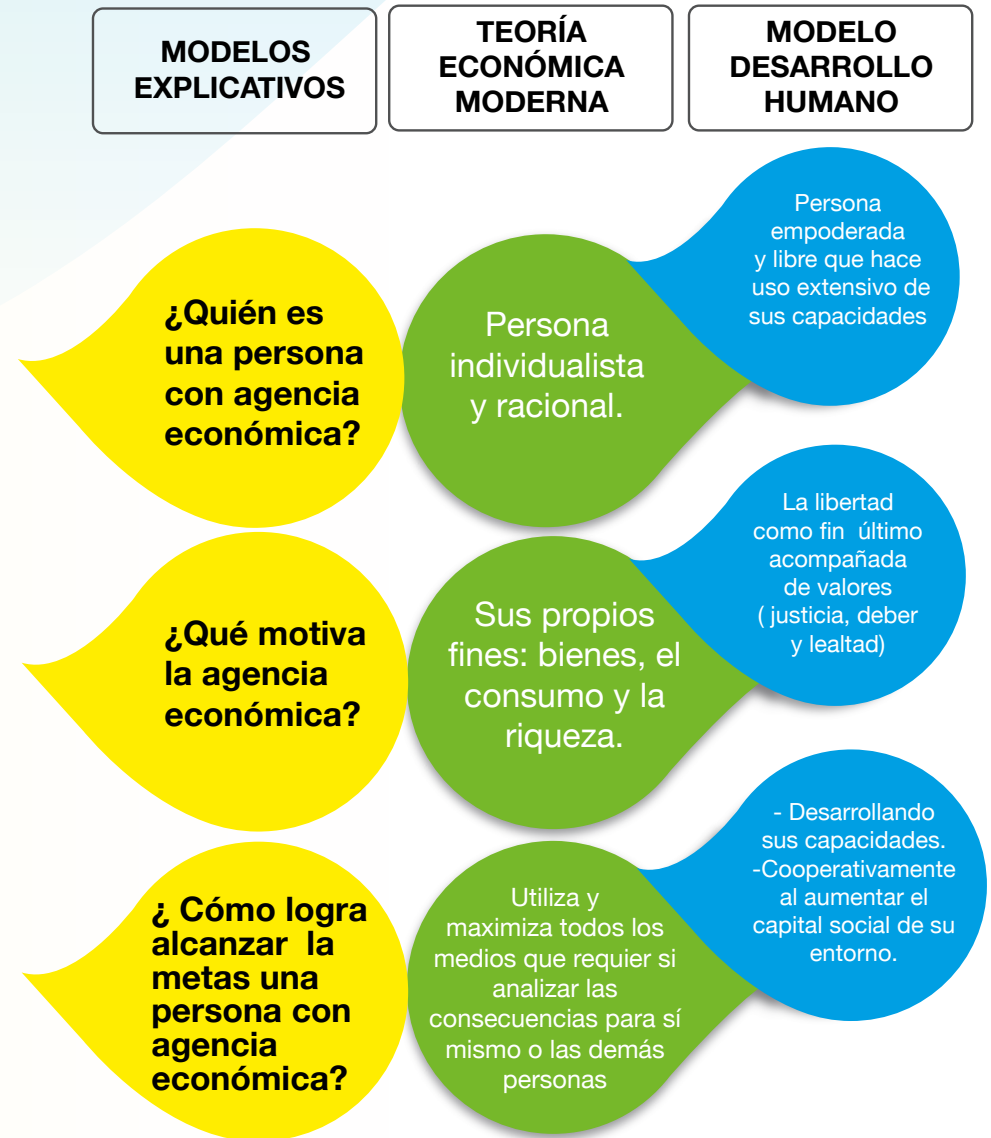 MODELOS
EXPLICATIVOS
TEORÍA
ECONÓMICA
MODERNA
MODELO
DESARROLLO
HUMANO
¿Quién es
una persona
con agencia
económica?
Persona
individualista
y racional.
Persona
empoderada
y libre que hace
uso extensivo de
sus capacidades
¿Qué motiva
la agencia
económica?
Sus propios
fines: bienes, el
consumo y la
riqueza.
La libertad
como fin  último
acompañada
de valores
( justicia, deber
y lealtad)
¿ Cómo logra
alcanzar  la
metas una
persona con
agencia
económica?
Utiliza y
maximiza todos los
medios que requier si
analizar las
consecuencias para sí
mismo o las demás
personas
- Desarrollando
sus capacidades.
-Cooperativamente
al aumentar el
capital social de su
entorno.